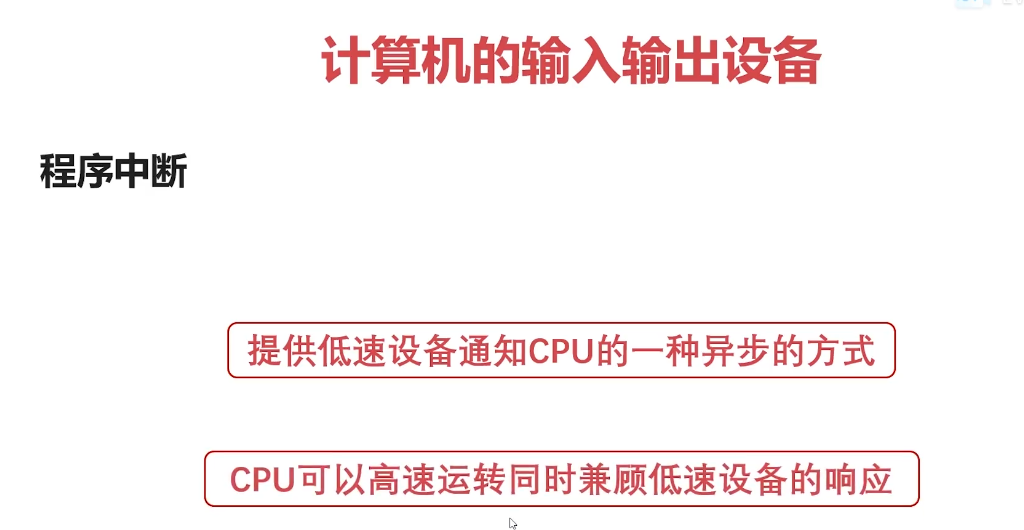 计算机的输入输出设备
程序中断
提供低速设备通知CPU的一种异步的方式
CPU可以高速运转同时兼顾低速设备的响应